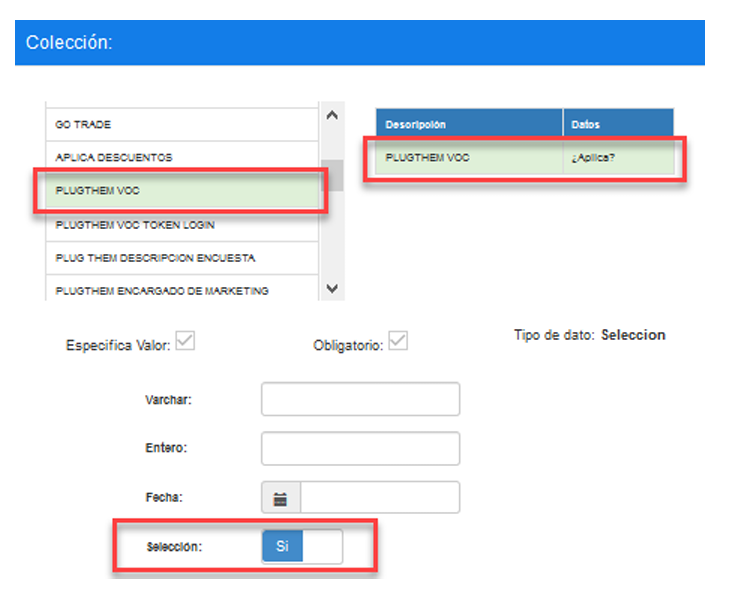 Colección:
GO TRADE
APLICA DESCUENTOS
PLUGTHEM VOC
PLUGTHEM VOC TOKEN LOGIN
PLUG THEM DESCRIPCION ENCUESTA
PLUGTHEM ENCARGADO DE MARKETING
Descripción Datos
PLUGTHEM VOC ¿Aplica?
Especifica Valor: Obligatorio: Tipo de dato: Seleccion
Varchar:
Entero:
Fecha:
Selección: Si